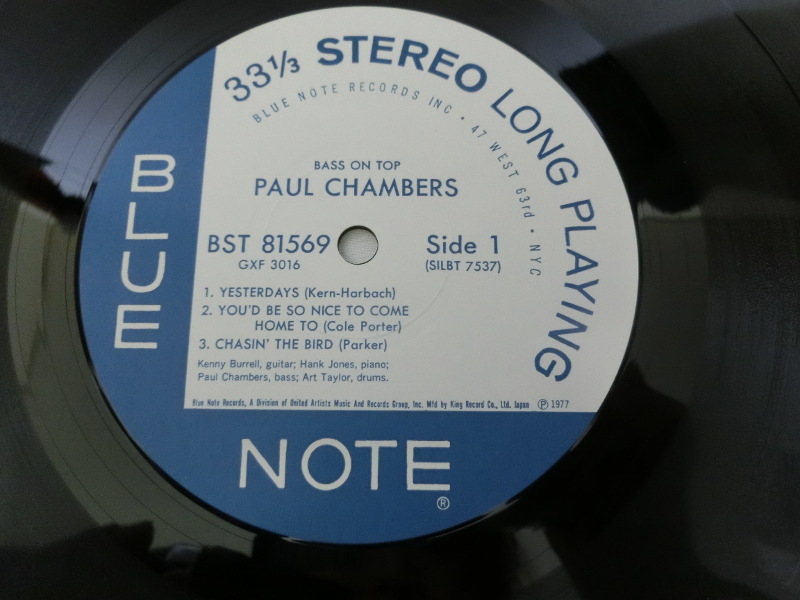 33⅓ STEREO LONG PLAYING
BLUE NOTE RECORDS INC • 47 WEST 63rd • NYC
BASS ON TOP
PAUL CHAMBERS
BST 81569
Side 1
GXF 3016
(SILBT 7537)
1. YESTERDAYS (Kern-Harbach)
2. YOU'D BE SO NICE TO COME
HOME TO (Cole Porter)
3. CHASIN' THE BIRD (Parker)
Kenny Burrell, guitar; Hank Jones, piano;
Paul Chambers, bass; Art Taylor, drums.
Blue Note Records, A Division of United Artists Music And Records Group, Inc. Mfd by King Record Co., Ltd. Japan ℗ 1977
BLUE
NOTE®